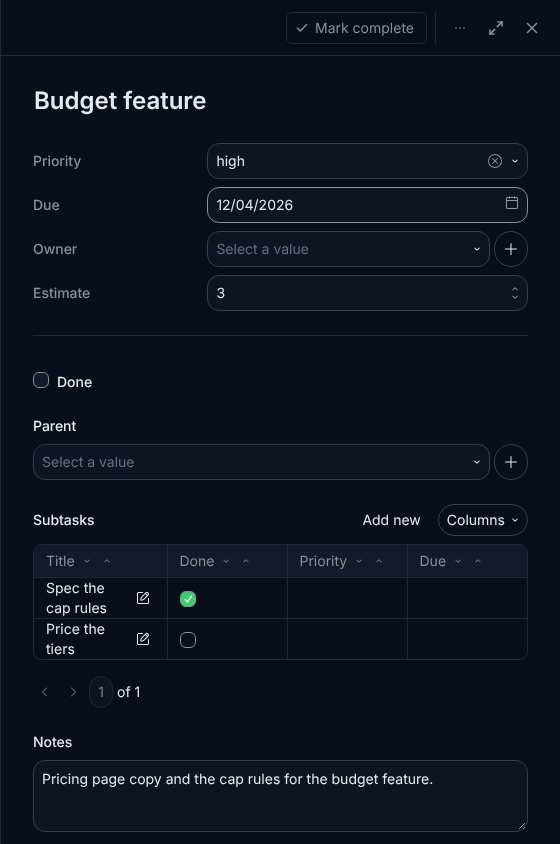 Mark complete
Budget feature
Priority high
Due 12/04/2026
Owner Select a value
Estimate 3
Done
Parent
Select a value
Subtasks Add new Columns
Title Done Priority Due
Spec the
cap rules
Price the
tiers
1 of 1
Notes
Pricing page copy and the cap rules for the budget feature.